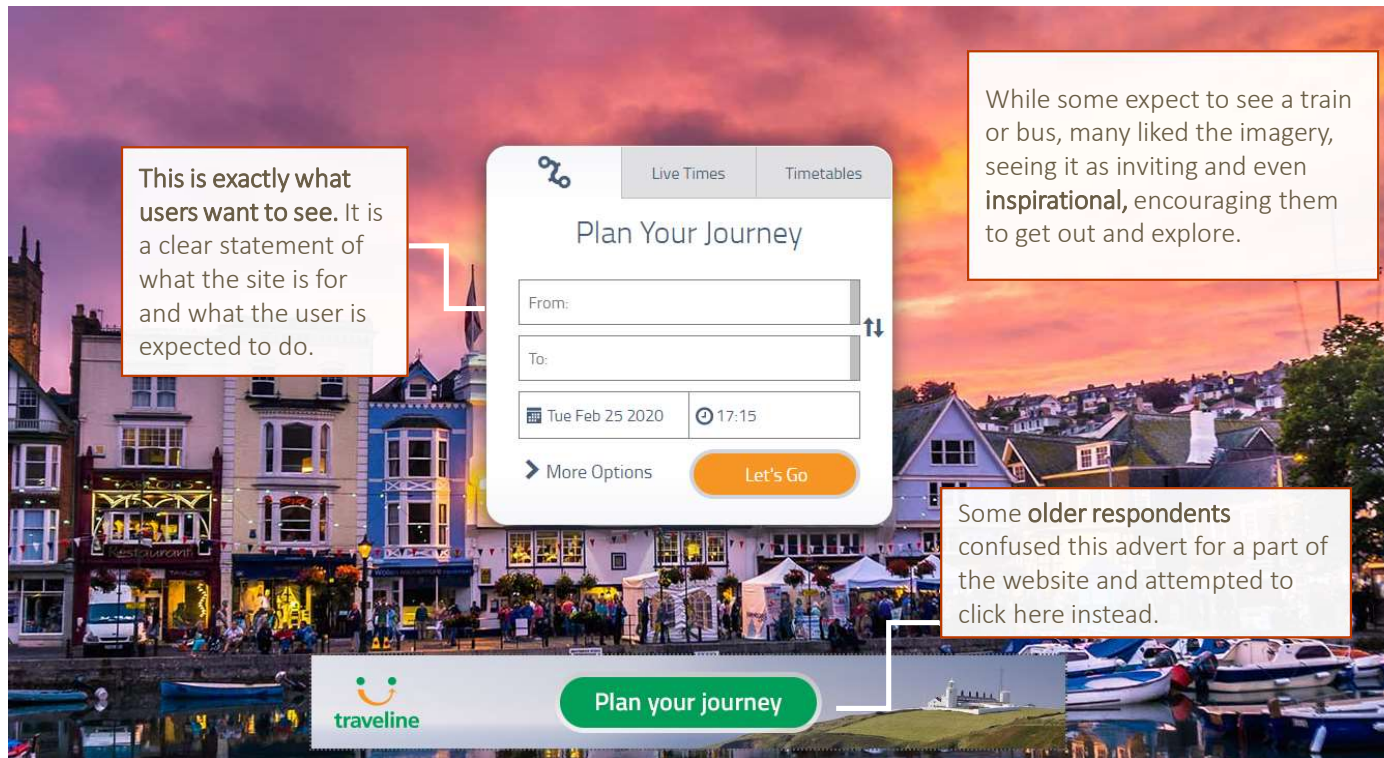 While some expect to see a train
or bus, many liked the imagery,
seeing it as inviting and even
inspirational, encouraging them
to get out and explore.
This is exactly what
users want to see. It is
a clear statement of
what the site is for
and what the user is
expected to do.
Live Times
Timetables
Plan Your Journey
From:
To:
Tue Feb 25 2020
17:15
More Options
Let's Go
Restaurant
Some older respondents
confused this advert for a part of
the website and attempted to
click here instead.
traveline
Plan your journey